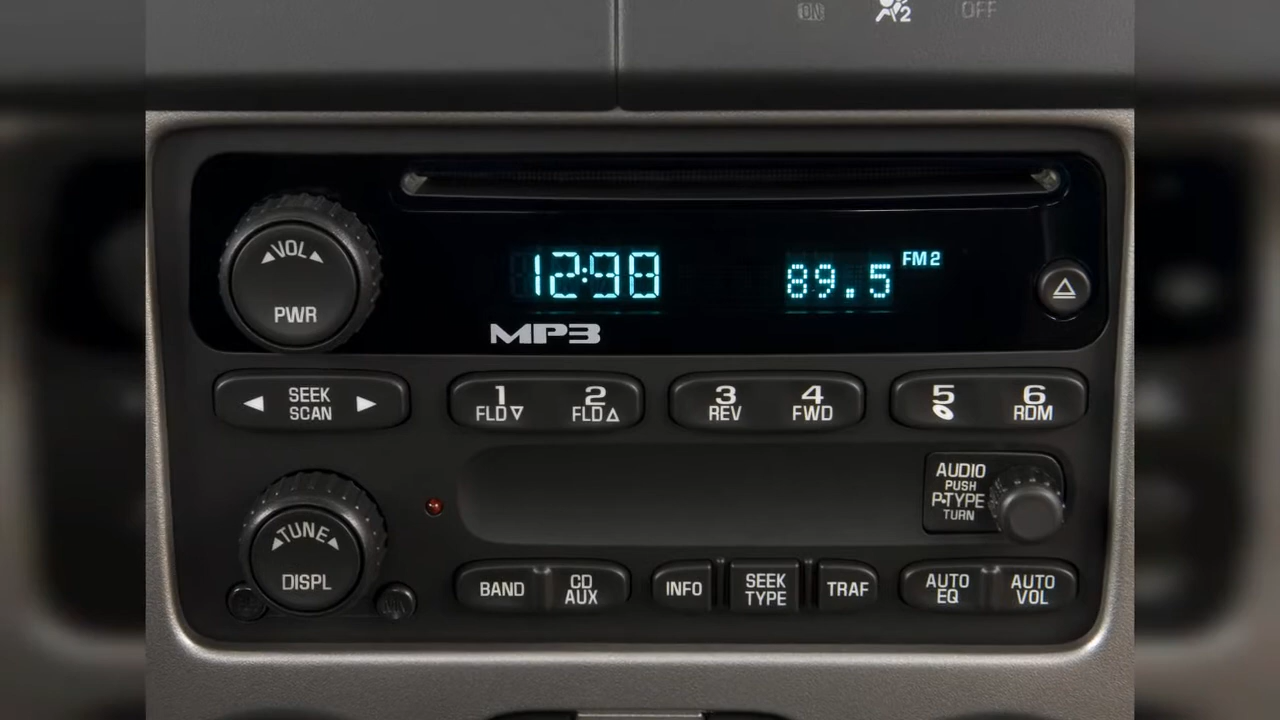 ON 2 OFF
VOL
PWR
12:98
89.5 FM2
MP3
SEEK
SCAN
1
FLD
2
FLD
3
REV
4
FWD
5
6
RDM
AUDIO
PUSH
P-TYPE
TURN
TUNE
DISPL
BAND
CD
AUX
INFO
SEEK
TYPE
TRAF
AUTO
EQ
AUTO
VOL